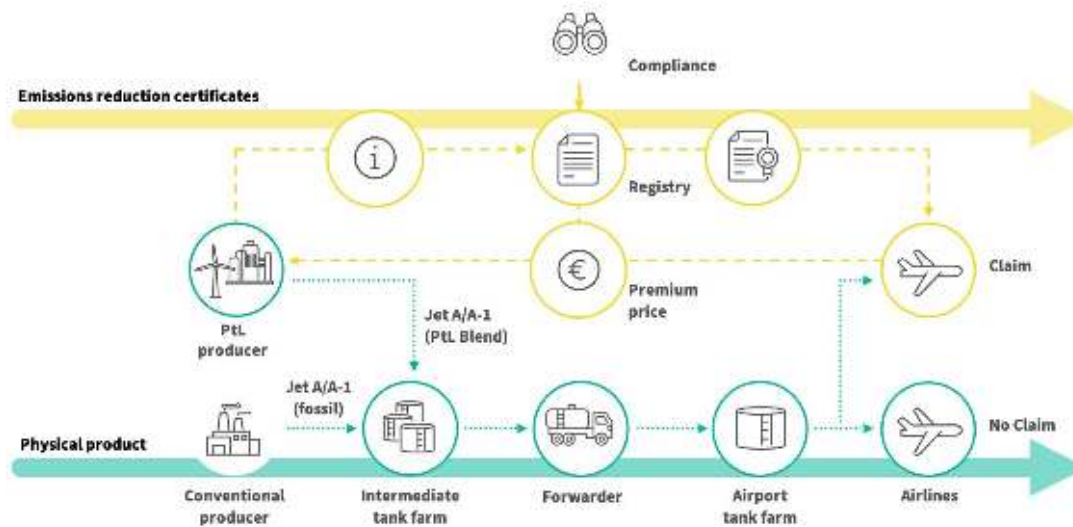 Compliance
Emissions reduction certificates
i
Registry
€
Claim
Premium
price
PtL
producer
Jet A/A-1
(PtL Blend)
Jet A/A-1
(fossil)
No Claim
Physical product
Conventional
producer
Intermediate
tank farm
Forwarder
Airport
tank farm
Airlines